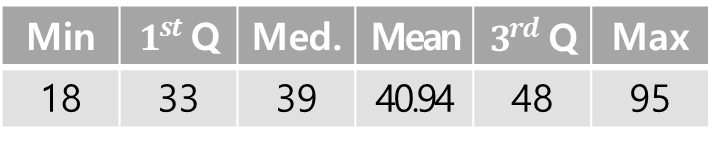 Min 1st Q Med. Mean 3rd Q Max
18 33 39 40.94 48 95